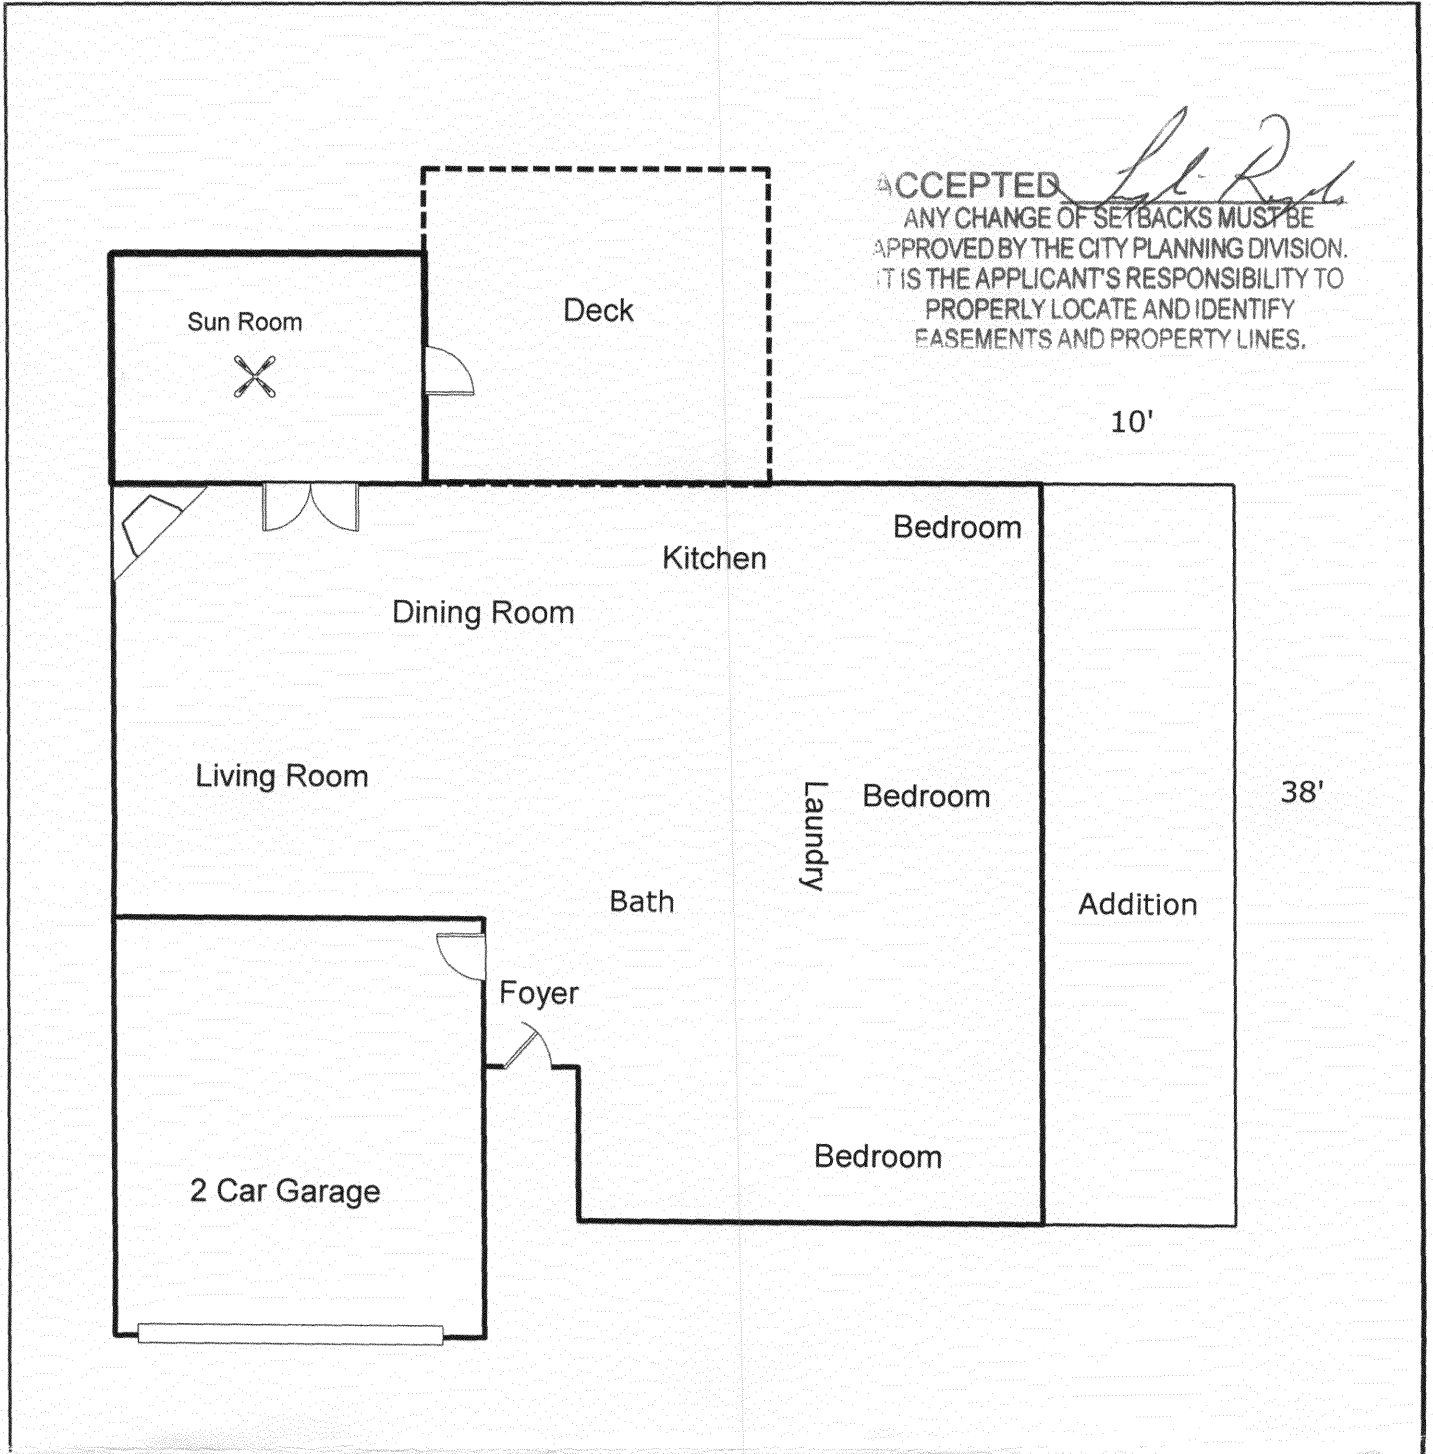 ACCEPTED
ANY CHANGE OF SETBACKS MUST BE
APPROVED BY THE CITY PLANNING DIVISION.
IT IS THE APPLICANT'S RESPONSIBILITY TO
PROPERLY LOCATE AND IDENTIFY
EASEMENTS AND PROPERTY LINES.
Sun Room
Deck
10'
Bedroom
Kitchen
Dining Room
Living Room
Laundry
Bedroom
38'
Bath
Addition
Foyer
Bedroom
2 Car Garage